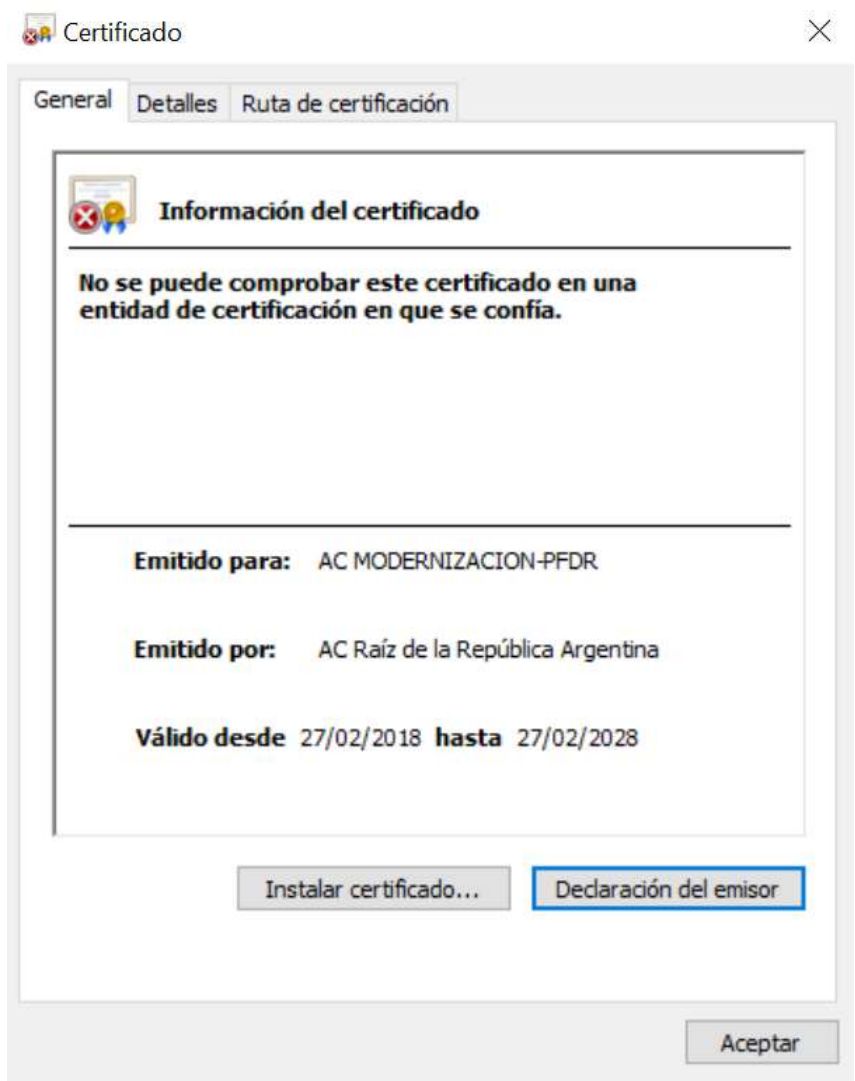 Certificado
General Detalles Ruta de certificación
Información del certificado
No se puede comprobar este certificado en una
entidad de certificación en que se confía.
Emitido para: AC MODERNIZACION-PFDR
Emitido por: AC Raíz de la República Argentina
Válido desde 27/02/2018 hasta 27/02/2028
Instalar certificado... Declaración del emisor
Aceptar